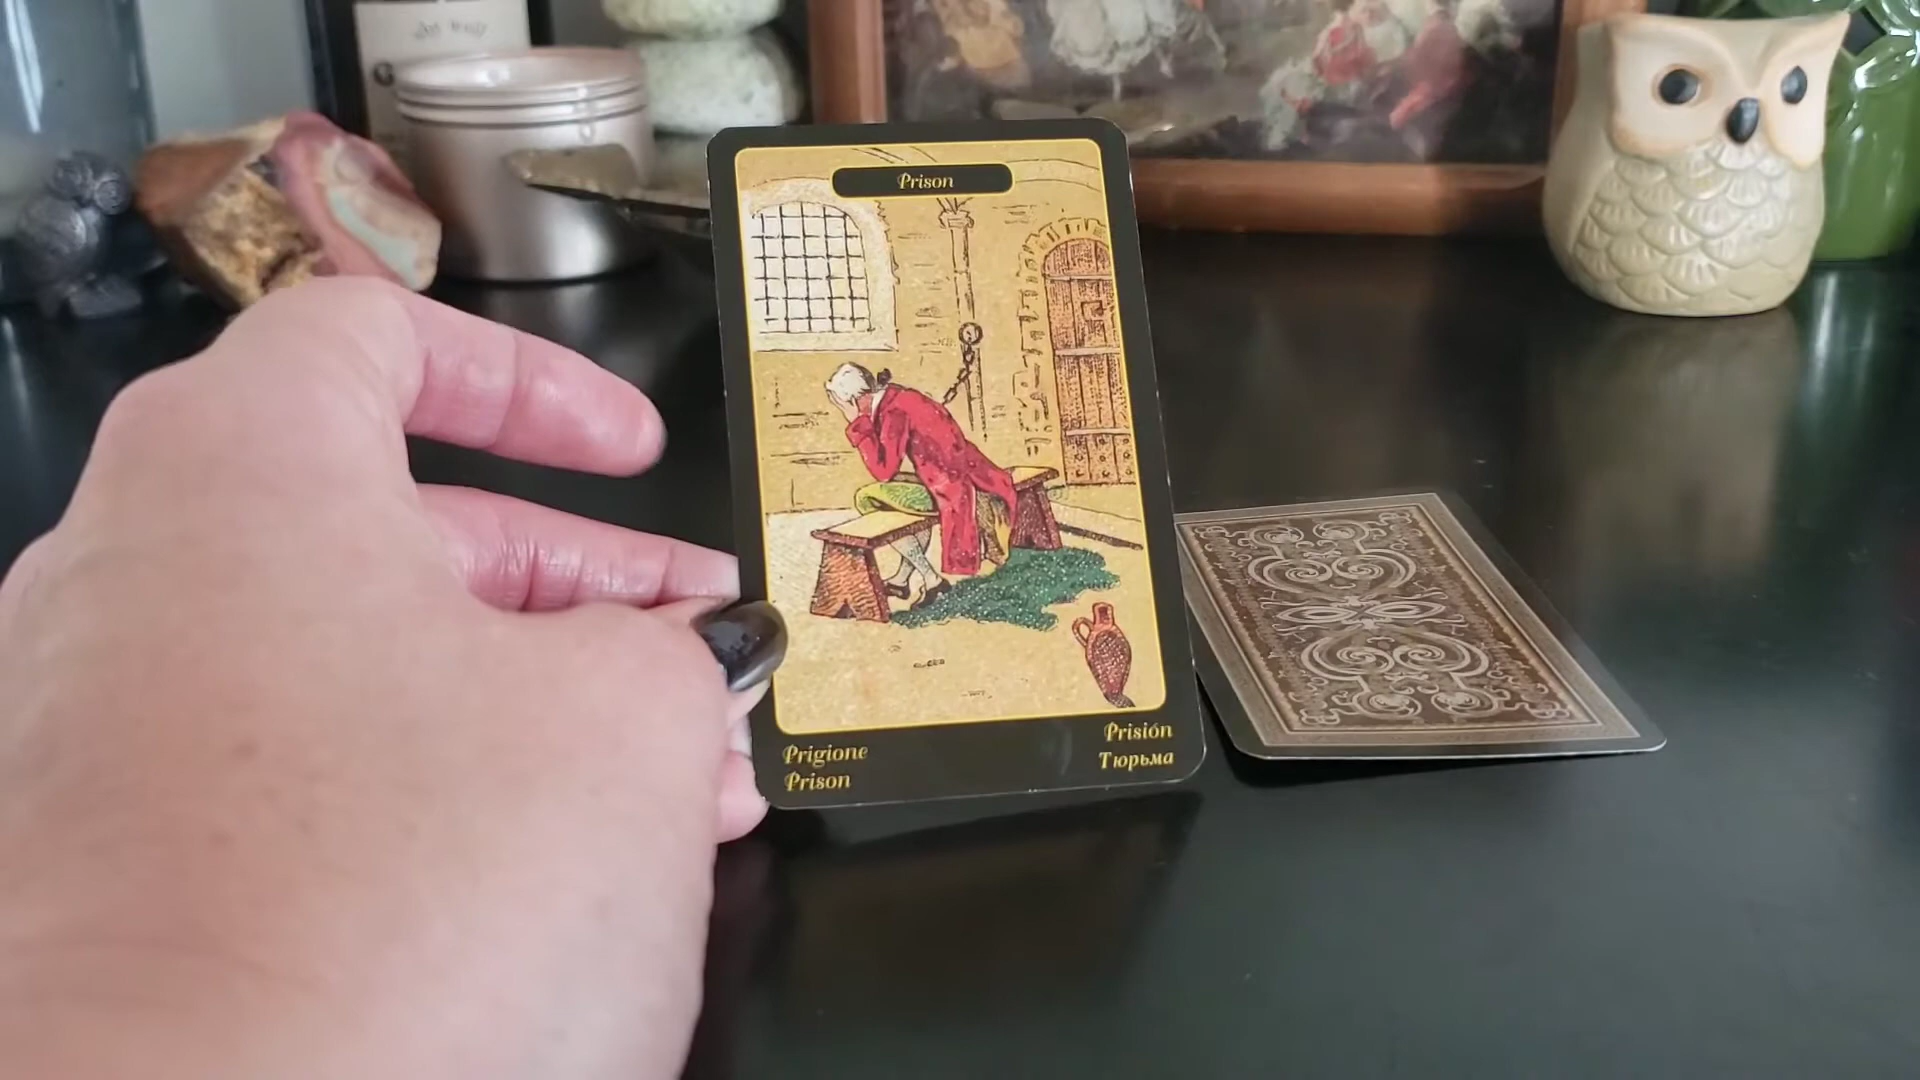 Prison
Prigione
Prison
Prisión
Тюрьма